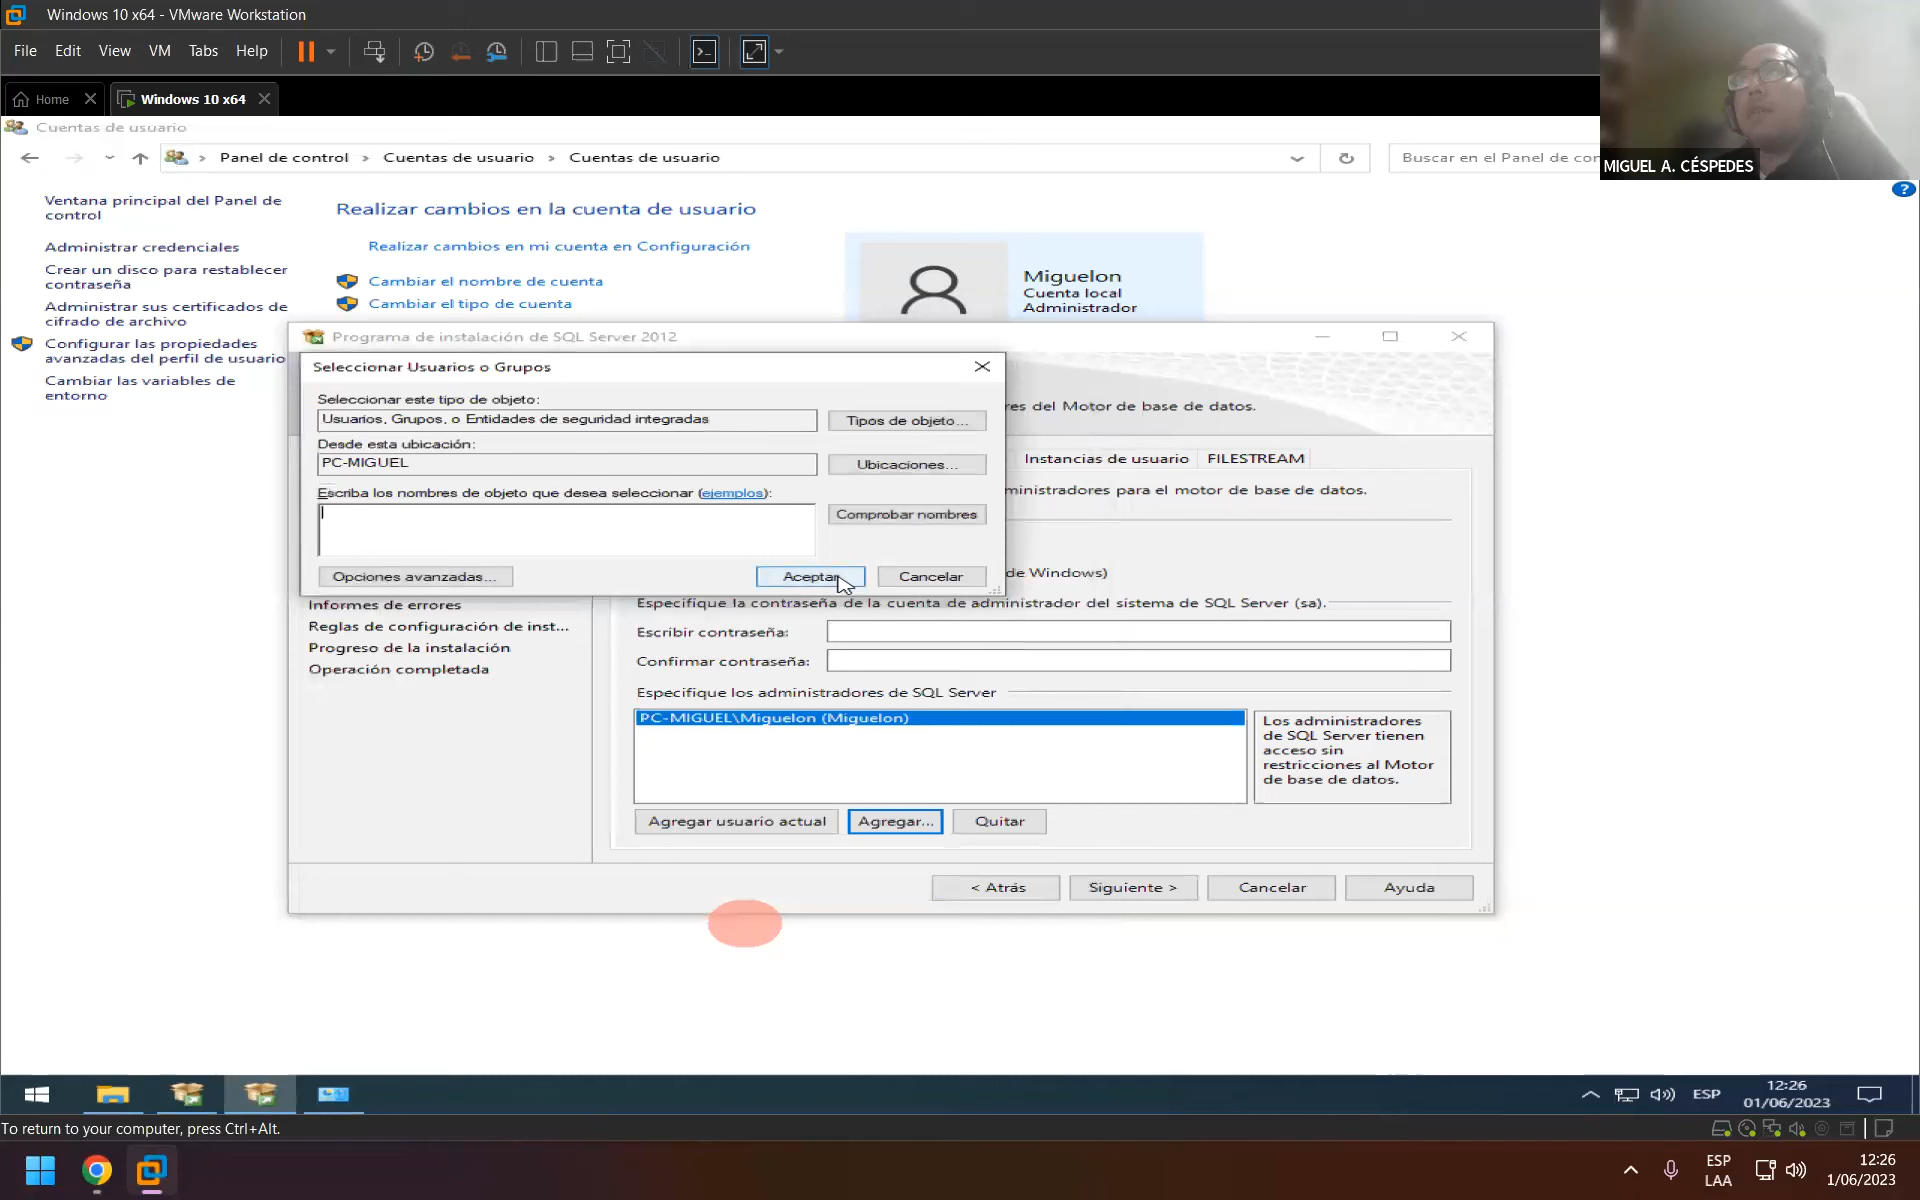 Windows 10 x64 - VMware Workstation
File Edit View VM Tabs Help
Home
Windows 10 x64
MIGUEL A. CÉSPEDES
Cuentas de usuario
Panel de control > Cuentas de usuario > Cuentas de usuario
Buscar en el Panel de cor
Ventana principal del Panel de
control
Administrar credenciales
Crear un disco para restablecer
contraseña
Administrar sus certificados de
cifrado de archivo
Configurar las propiedades
avanzadas del perfil de usuario
Cambiar las variables de
entorno
Realizar cambios en la cuenta de usuario
Realizar cambios en mi cuenta en Configuración
Cambiar el nombre de cuenta
Cambiar el tipo de cuenta
Miguelon
Cuenta local
Administrador
?
Programa de instalación de SQL Server 2012
Seleccionar Usuarios o Grupos
Seleccionar este tipo de objeto:
Usuarios, Grupos, o Entidades de seguridad integradas
Tipos de objeto...
Desde esta ubicación:
PC-MIGUEL
Ubicaciones...
Escriba los nombres de objeto que desea seleccionar (ejemplos):
Comprobar nombres
Opciones avanzadas...
Aceptar
Cancelar
res del Motor de base de datos.
Instancias de usuario
FILESTREAM
ministradores para el motor de base de datos.
de Windows)
Informes de errores
Reglas de configuración de inst...
Progreso de la instalación
Operación completada
Especifique la contraseña de la cuenta de administrador del sistema de SQL Server (sa).
Escribir contraseña:
Confirmar contraseña:
Especifique los administradores de SQL Server
PC-MIGUEL\Miguelon (Miguelon)
Los administradores
de SQL Server tienen
acceso sin
restricciones al Motor
de base de datos.
Agregar usuario actual
Agregar...
Quitar
< Atrás
Siguiente >
Cancelar
Ayuda
ESP
12:26
01/06/2023
To return to your computer, press Ctrl+Alt.
ESP
LAA
12:26
1/06/2023